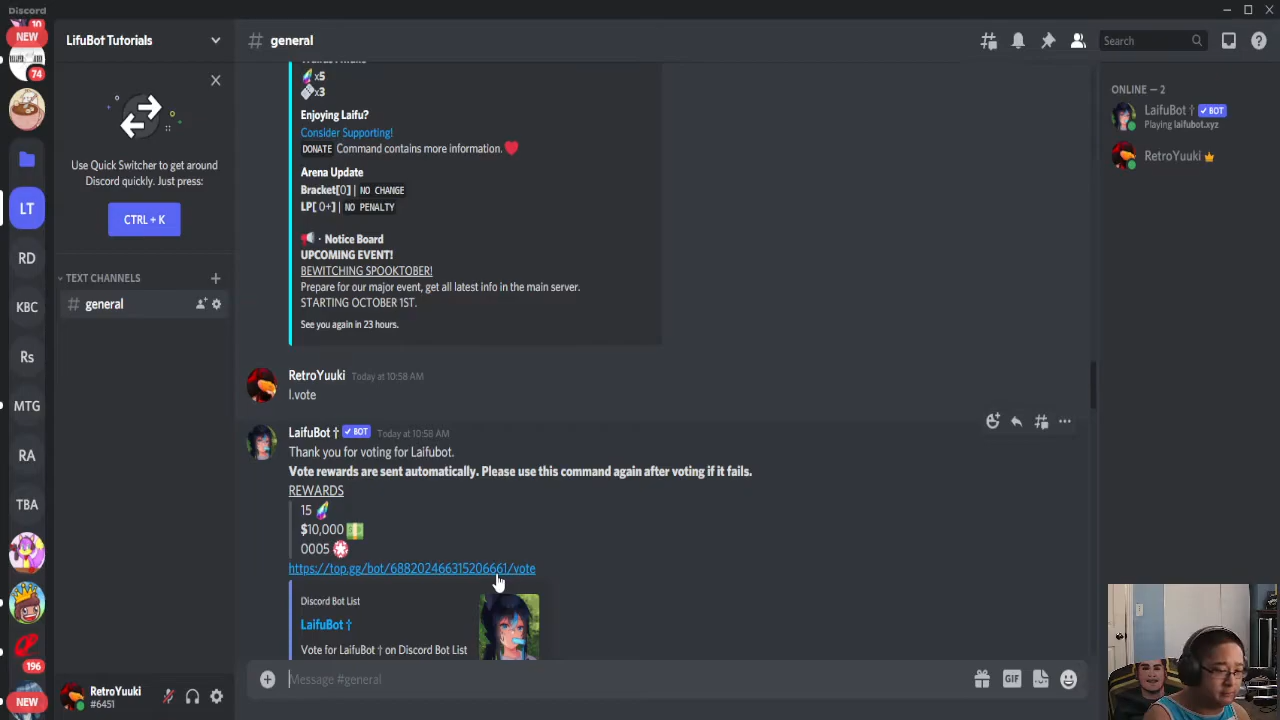 Discord
10
NEW
LifuBot Tutorials
# general
Search
74
x5
x3
Enjoying Laifu?
Consider Supporting!
DONATE Command contains more information.
Arena Update
Bracket[0] | NO CHANGE
LP[ 0+] | NO PENALTY
· Notice Board
UPCOMING EVENT!
BEWITCHING SPOOKTOBER!
Prepare for our major event, get all latest info in the main server.
STARTING OCTOBER 1ST.
See you again in 23 hours.
Use Quick Switcher to get around
Discord quickly. Just press:
CTRL + K
LT
RD
KBC
Rs
MTG
RA
TBA
196
NEW
TEXT CHANNELS
# general
RetroYuuki Today at 10:58 AM
l.vote
LaifuBot † BOT Today at 10:58 AM
Thank you for voting for Laifubot.
Vote rewards are sent automatically. Please use this command again after voting if it fails.
REWARDS
15
$10,000
0005
https://top.gg/bot/688202466315206661/vote
Discord Bot List
LaifuBot †
Vote for LaifuBot † on Discord Bot List
Message #general
GIF
RetroYuuki
#6451
ONLINE — 2
LaifuBot † BOT
Playing laifubot.xyz
RetroYuuki